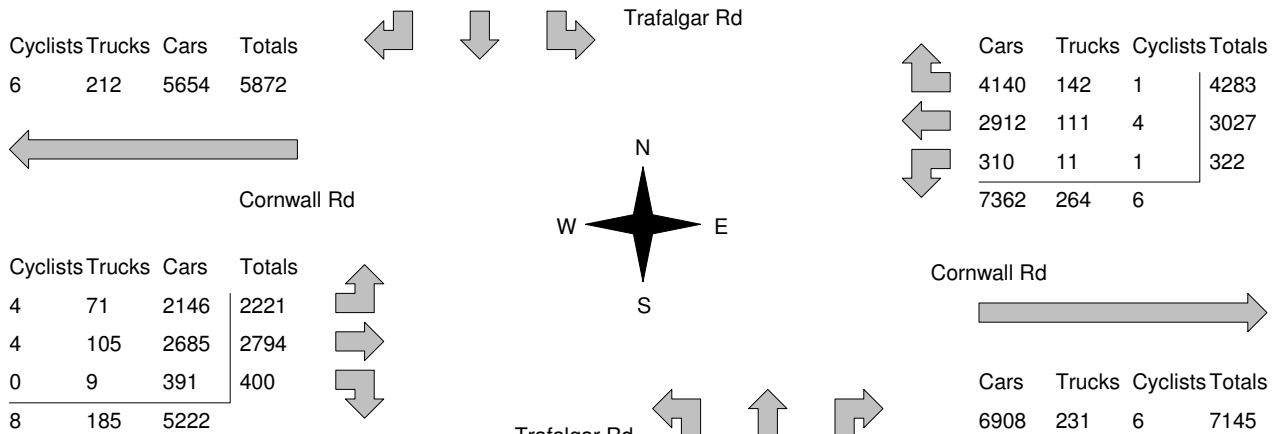 Trafalgar Rd
Cyclists Trucks Cars Totals
6 212 5654 5872
Cars Trucks Cyclists Totals
4140 142 1 4283
2912 111 4 3027
310 11 1 322
7362 264 6
N
W E
S
Cornwall Rd
Cyclists Trucks Cars Totals
4 71 2146 2221
4 105 2685 2794
0 9 391 400
8 185 5222
Cornwall Rd
Cars Trucks Cyclists Totals
6908 231 6 7145
Trafalgar Rd